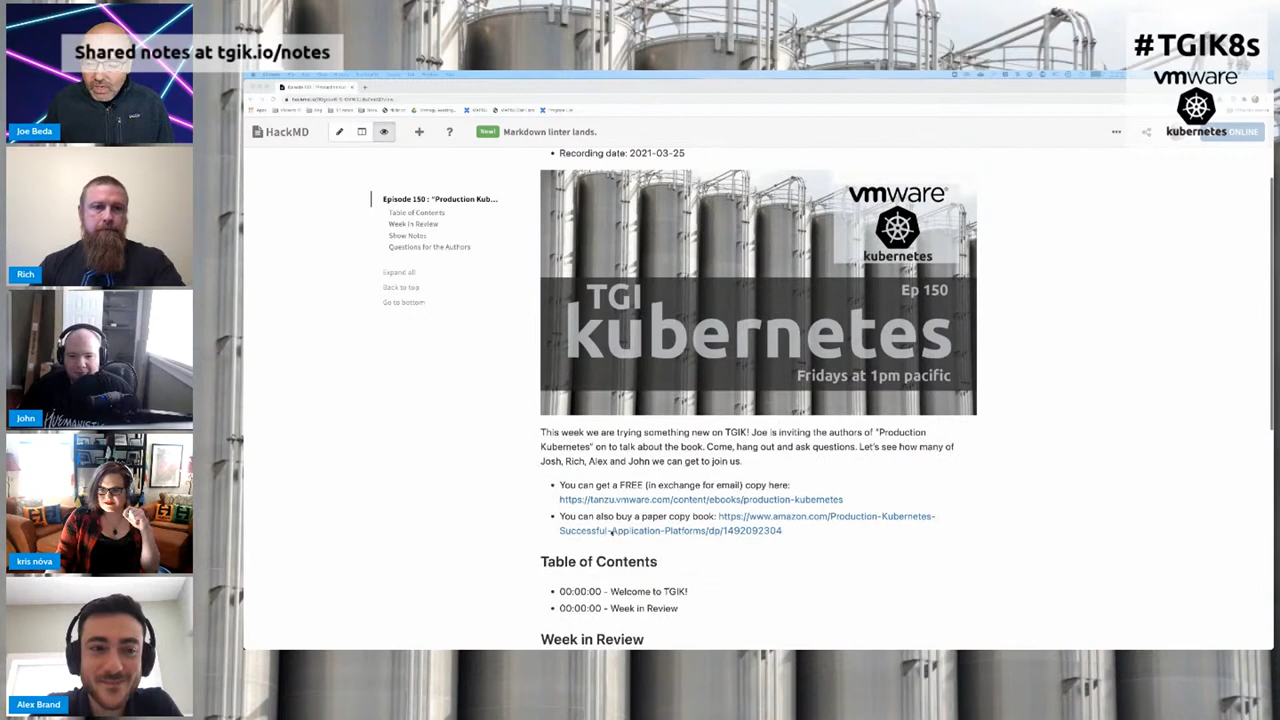 Shared notes at tgik.io/notes
#TGIK8s
vmware
kubernetes
Joe Beda
Rich
John
HUEMANIST
kris nóva
Alex Brand
HackMD
New!
Markdown linter lands.
ONLINE
Recording date: 2021-03-25
Episode 150 : "Production Kub...
Table of Contents
Week in Review
Show Notes
Questions for the Authors
Expand all
Back to top
Go to bottom
vmware
kubernetes
Ep 150
TGI
kubernetes
Fridays at 1pm pacific
This week we are trying something new on TGIK! Joe is inviting the authors of "Production
Kubernetes" on to talk about the book. Come, hang out and ask questions. Let's see how many of
Josh, Rich, Alex and John we can get to join us.
You can get a FREE (in exchange for email) copy here:
https://tanzu.vmware.com/content/ebooks/production-kubernetes
You can also buy a paper copy book: https://www.amazon.com/Production-Kubernetes-
Successful-Application-Platforms/dp/1492092304
Table of Contents
00:00:00 - Welcome to TGIK!
00:00:00 - Week in Review
Week in Review